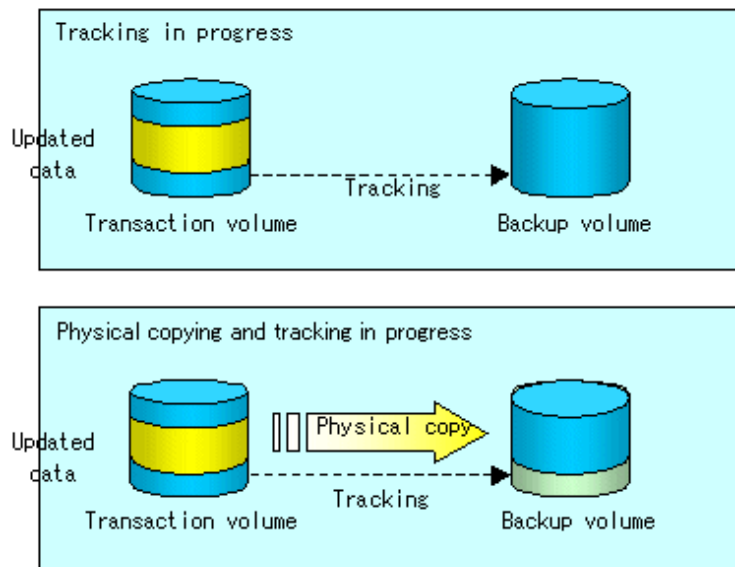 Tracking in progress
Updated
data
Tracking
Transaction volume
Backup volume
Physical copying and tracking in progress
Physical copy
Updated
data
Tracking
Transaction volume
Backup volume